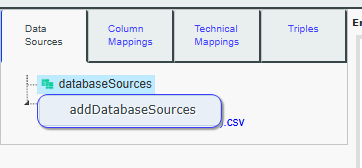 Data
Sources
Column
Mappings
Technical
Mappings
Triples
databaseSources
addDatabaseSources
.csv